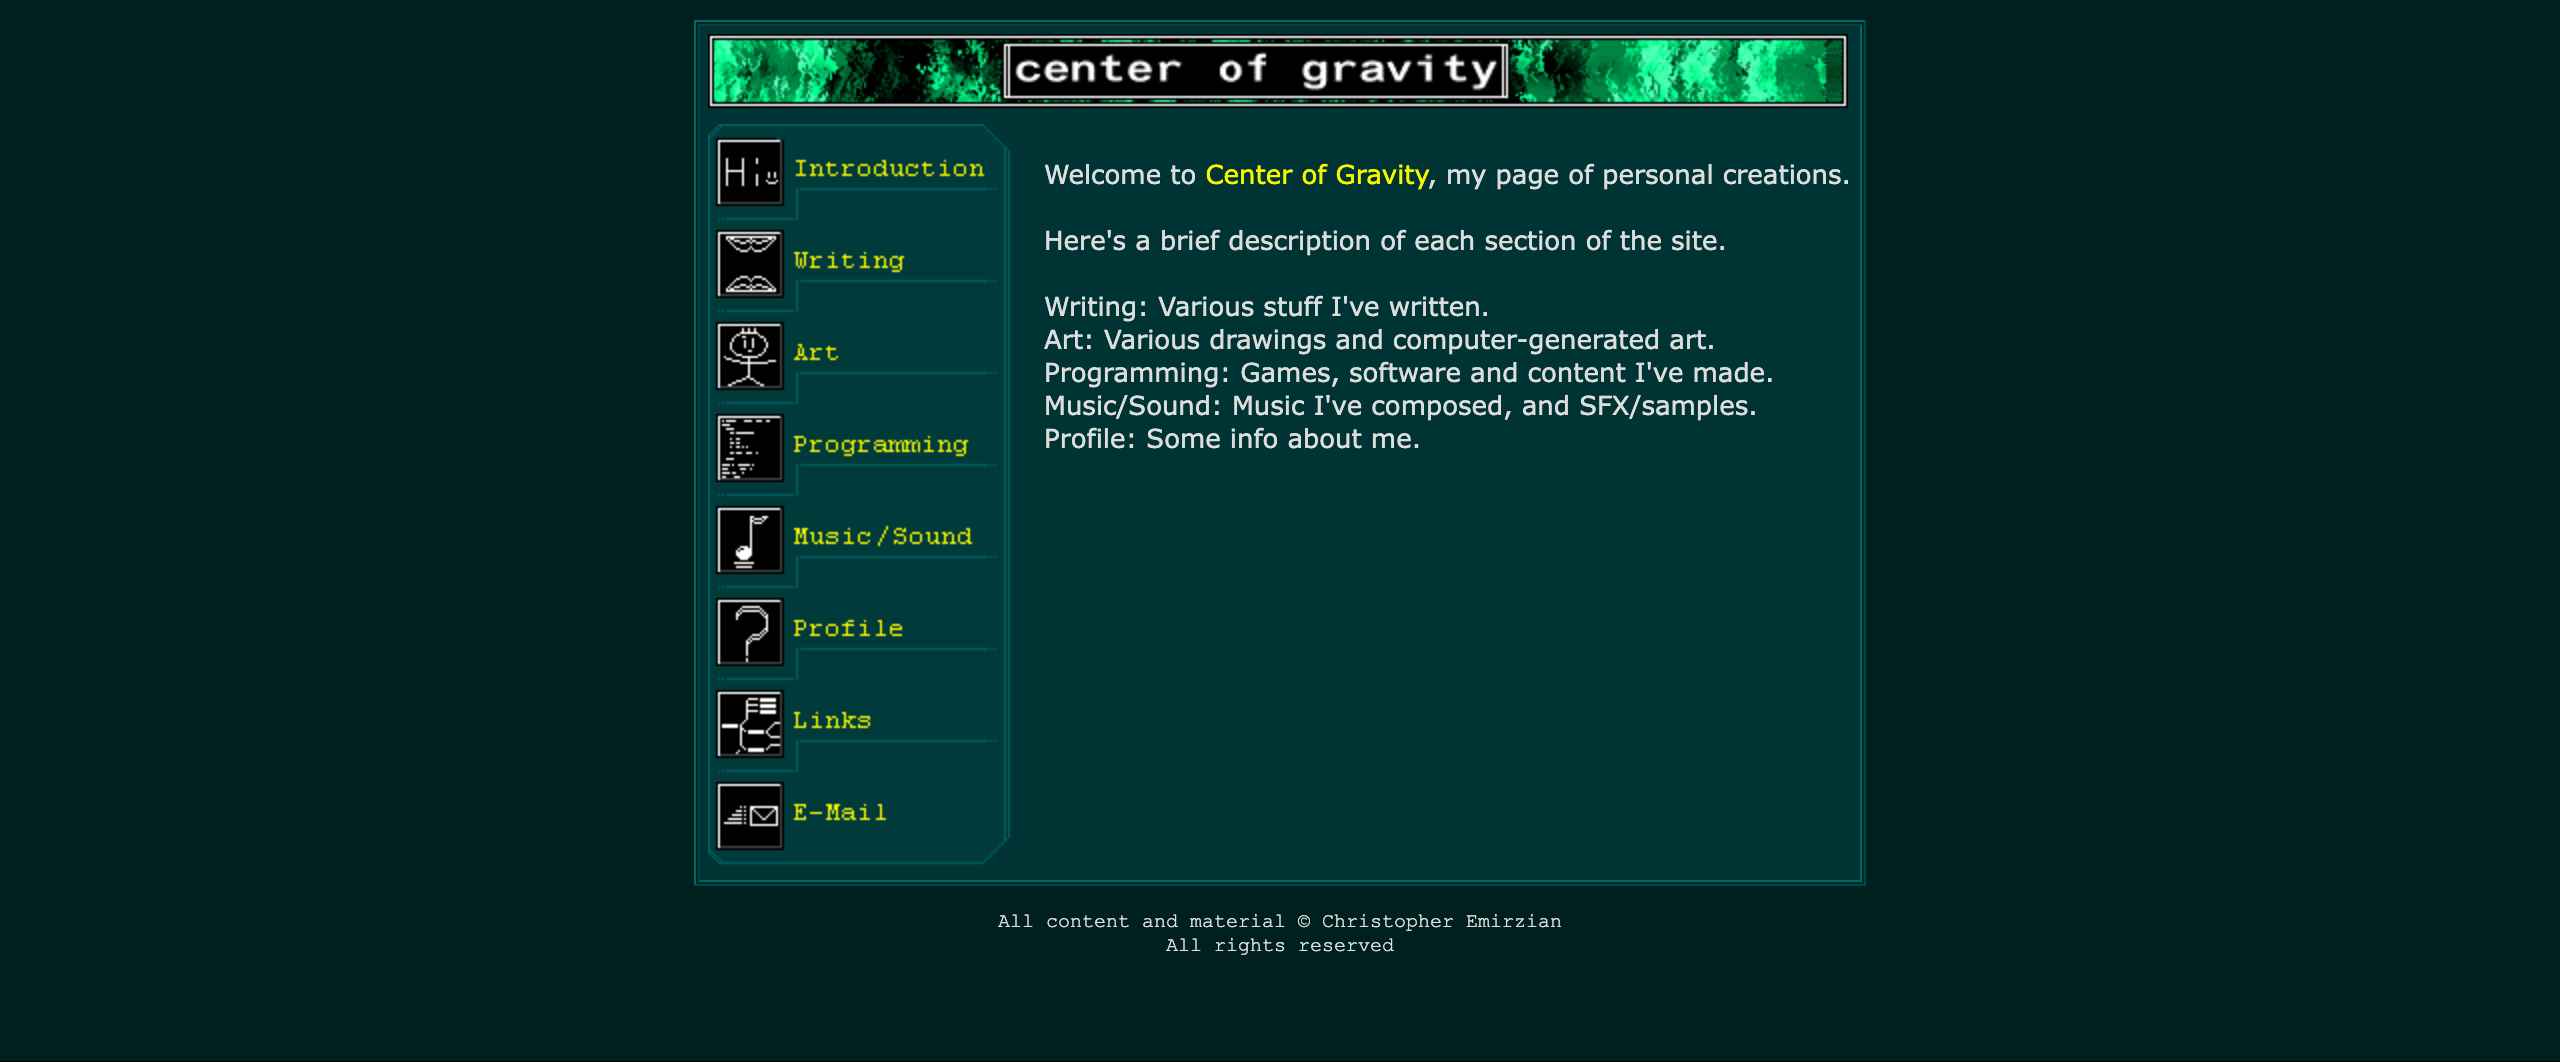 center of gravity
Hi
Introduction
Writing
Art
Programming
Music/Sound
Profile
Links
E-Mail
Welcome to Center of Gravity, my page of personal creations.
Here's a brief description of each section of the site.
Writing: Various stuff I've written.
Art: Various drawings and computer-generated art.
Programming: Games, software and content I've made.
Music/Sound: Music I've composed, and SFX/samples.
Profile: Some info about me.
All content and material © Christopher Emirzian
All rights reserved